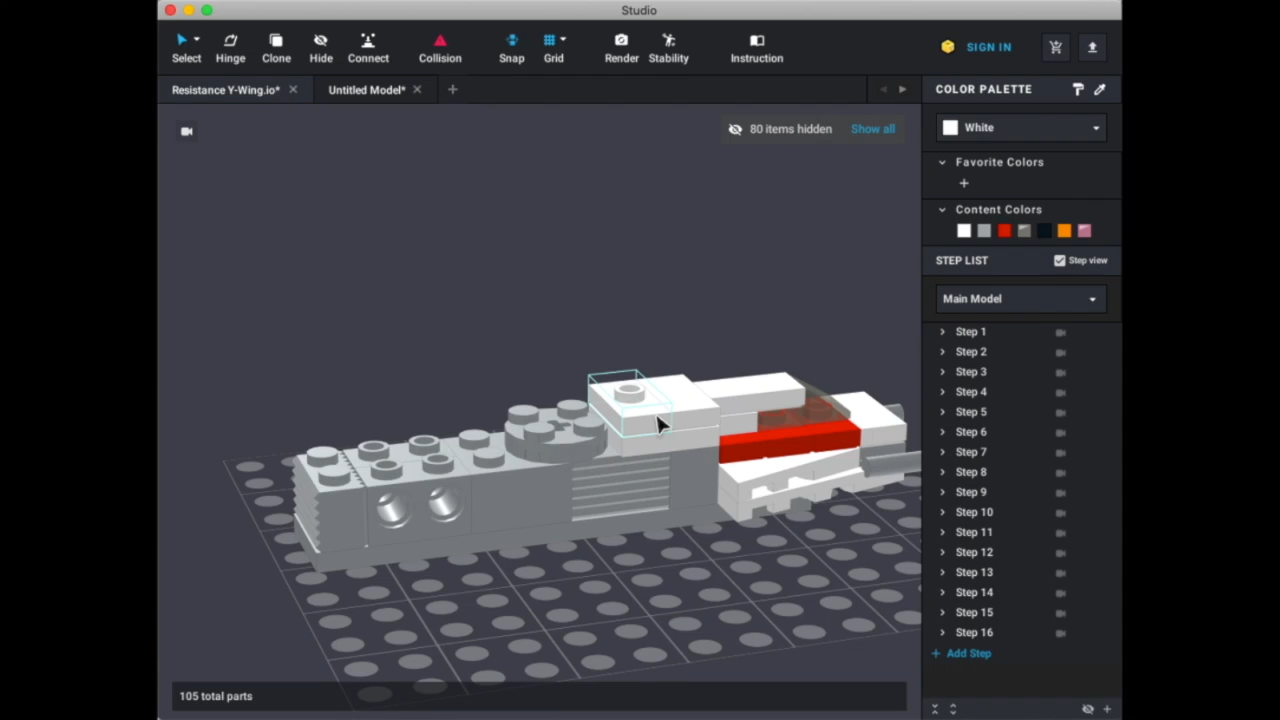 Studio
Select
Hinge
Clone
Hide
Connect
Collision
Snap
Grid
Render
Stability
Instruction
SIGN IN
Resistance Y-Wing.io*
Untitled Model*
COLOR PALETTE
80 items hidden
Show all
White
Favorite Colors
Content Colors
STEP LIST
Step view
Main Model
Step 1
Step 2
Step 3
Step 4
Step 5
Step 6
Step 7
Step 8
Step 9
Step 10
Step 11
Step 12
Step 13
Step 14
Step 15
Step 16
+ Add Step
105 total parts